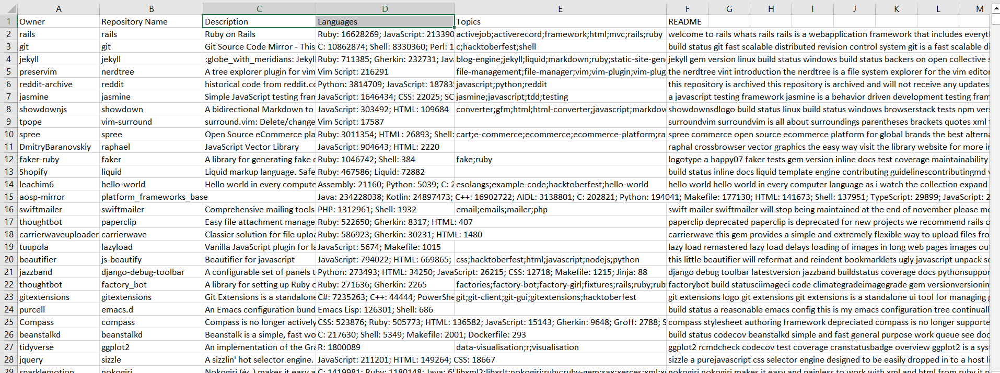 A B C D E F G H I J K L M
1 Owner Repository Name Description Languages Topics README
2 rails rails Ruby on Rails Ruby: 16628269; JavaScript: 213390 activejob;activerecord;framework;html;mvc;rails;ruby welcome to rails whats rails rails is a webapplication framework that includes everytl
3 git git Git Source Code Mirror - This C: 10862874; Shell: 8330360; Perl: 1 c;hacktoberfest;shell build status git fast scalable distributed revision control system git is a fast scalable di
4 jekyll jekyll :globe_with_meridians: Jekyll Ruby: 711385; Gherkin: 232731; Java blog-engine;jekyll;liquid;markdown;ruby;static-site-gen jekyll gem version linux build status windows build status backers on open collective s
5 preservim nerdtree A tree explorer plugin for vim Vim Script: 216291 file-management;file-manager;vim;vim-plugin;vim-plug the nerdtree vint introduction the nerdtree is a file system explorer for the vim editor
6 reddit-archive reddit historical code from reddit.co Python: 3814709; JavaScript: 18783 javascript;python;reddit this repository is archived this repository is archived and will not receive any updates
7 jasmine jasmine Simple JavaScript testing fram JavaScript: 1646434; CSS: 22025; SC jasmine;javascript;tdd;testing a javascript testing framework jasmine is a behavior driven development testing fram
8 showdownjs showdown A bidirectional Markdown to JavaScript: 303492; HTML: 109684 converter;gfm;html;html-converter;javascript;markdow showdownsdlogo build status linux build status windows browserstack tests npm vers
9 tpope vim-surround surround.vim: Delete/change Vim Script: 17587 surroundvim surroundvim is all about surroundings parentheses brackets quotes xml
10 spree spree Open Source eCommerce pla Ruby: 3011354; HTML: 26893; Shell: cart;e-commerce;ecommerce;ecommerce-platform;ra spree commerce open source ecommerce platform for global brands the best alterna
11 DmitryBaranovskiy raphael JavaScript Vector Library JavaScript: 904643; HTML: 2220 raphal crossbrowser vector graphics the easy way visit the library website for more in
12 faker-ruby faker A library for generating fake Ruby: 1046742; Shell: 384 fake;ruby logotype a happy07 faker tests gem version inline docs test coverage maintainability
13 Shopify liquid Liquid markup language. Safe Ruby: 467586; Liquid: 72882 build status inline docs liquid template engine contributing guidelinescontributingmd
14 leachim6 hello-world Hello world in every compute Assembly: 21160; Python: 5039; C: 2 esolangs;example-code;hacktoberfest;hello-world hello world hello world in every computer language as i watch the collection expand
15 aosp-mirror platform_frameworks_base Java: 234228038; Kotlin: 24897473; C++: 16902722; AIDL: 3138801; C: 202821; Python: 194041; Makefile: 177130; HTML: 141673; Shell: 137951; TypeScript: 29899; JavaScript: 2
16 swiftmailer swiftmailer Comprehensive mailing tools PHP: 1312961; Shell: 1932 email;emails;mailer;php swift mailer swiftmailer will stop being maintained at the end of november please mo
17 thoughtbot paperclip Easy file attachment manage Ruby: 522650; Gherkin: 8317; HTML: 407 paperclip deprecated paperclip is deprecated for new projects we recommend rails o
18 carrierwaveuploader carrierwave Classier solution for file uploa Ruby: 586923; Gherkin: 30231; HTML: 1480 carrierwave this gem provides a simple and extremely flexible way to upload files fro
19 tuupola lazyload Vanilla JavaScript plugin for la JavaScript: 5674; Makefile: 1015 lazy load remastered lazy load delays loading of images in long web pages images out
20 beautifier js-beautify Beautifier for javascript JavaScript: 794022; HTML: 669865; css;hacktoberfest;html;javascript;nodejs;python this little beautifier will reformat and reindent bookmarklets ugly javascript unpack sc
21 jazzband django-debug-toolbar A configurable set of panels t Python: 273493; HTML: 34250; JavaScript: 26215; CSS: 12718; Makefile: 1215; Jinja: 88 django debug toolbar latestversion jazzband buildstatus coverage docs pythonsuppor
22 thoughtbot factory_bot A library for setting up Ruby o Ruby: 271636; Gherkin: 2265 factories;factory-bot;factory-girl;fixtures;rails;ruby;rub factorybot build statusciimageci code climategradeimagegrade gem versionversionim
23 gitextensions gitextensions Git Extensions is a standalone C#: 7235263; C++: 44444; PowerShe git;git-client;git-gui;gitextensions;hacktoberfest git extensions logo git extensions git extensions is a standalone ui tool for managing g
24 purcell emacs.d An Emacs configuration bund Emacs Lisp: 126301; Shell: 686 build status a reasonable emacs config this is my emacs configuration tree continuall
25 Compass compass Compass is no longer actively CSS: 523876; Ruby: 505773; HTML: 136582; JavaScript: 15143; Gherkin: 9648; Groff: 2788; S compass stylesheet authoring framework depreciated compass is no longer supporte
26 beanstalkd beanstalkd Beanstalk is a simple, fast wo C: 217630; Shell: 5349; Makefile: 2001; Dockerfile: 293 build status codecov beanstalkd simple and fast general purpose work queue see doc
27 tidyverse ggplot2 An implementation of the Gra R: 1800089 data-visualisation;r;visualisation ggplot2 rcmdcheck codecov test coverage cranstatusbadge overview ggplot2 is a syst
28 jquery sizzle A sizzlin' hot selector engine. JavaScript: 211201; HTML: 149264; CSS: 18667 sizzle a purejavascript css selector engine designed to be easily dropped in to a host li
29 sparklemotion nokogiri Nokogiri makes it easy a C: 1419981; Ruby: 1180148; Java: 6 libxml2;libxslt;nokogiri;ruby;ruby-gem;sax;xerces;xml; nokogiri nokogiri makes it easy and painless to work with xml and html from ruby it p